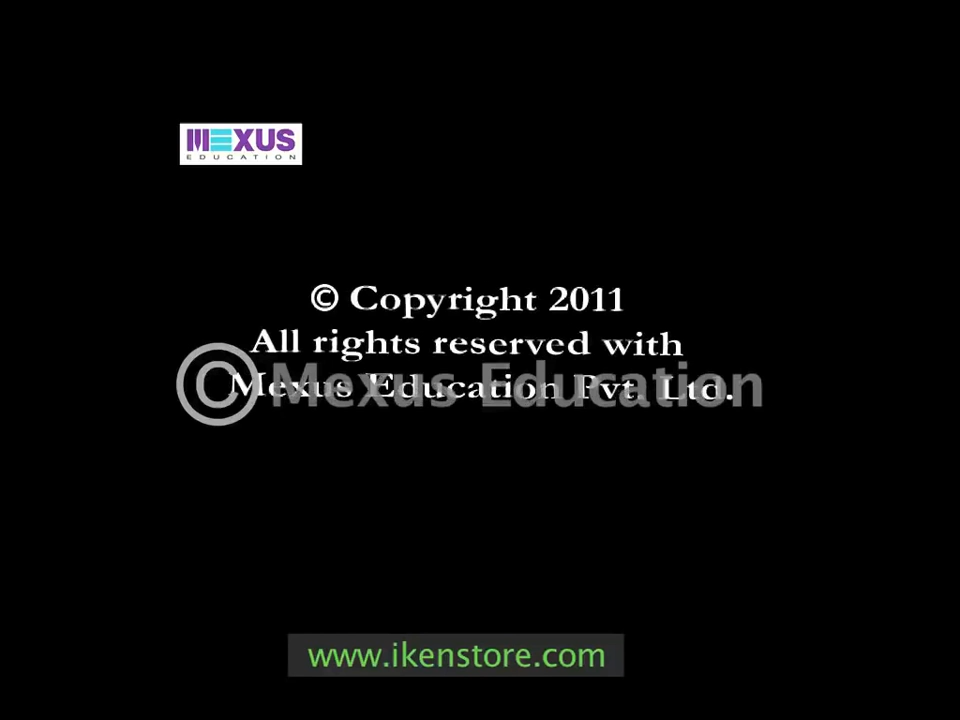 MEXUS
EDUCATION
© Copyright 2011
All rights reserved with
Mexus Education Pvt. Ltd.
© Mexus Education
www.ikenstore.com